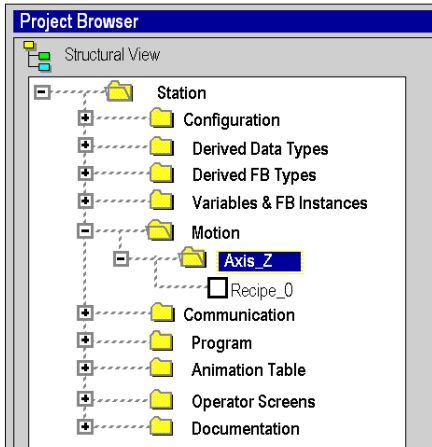 Project Browser
Structural View
Station
Configuration
Derived Data Types
Derived FB Types
Variables & FB Instances
Motion
Axis_Z
Recipe_0
Communication
Program
Animation Table
Operator Screens
Documentation